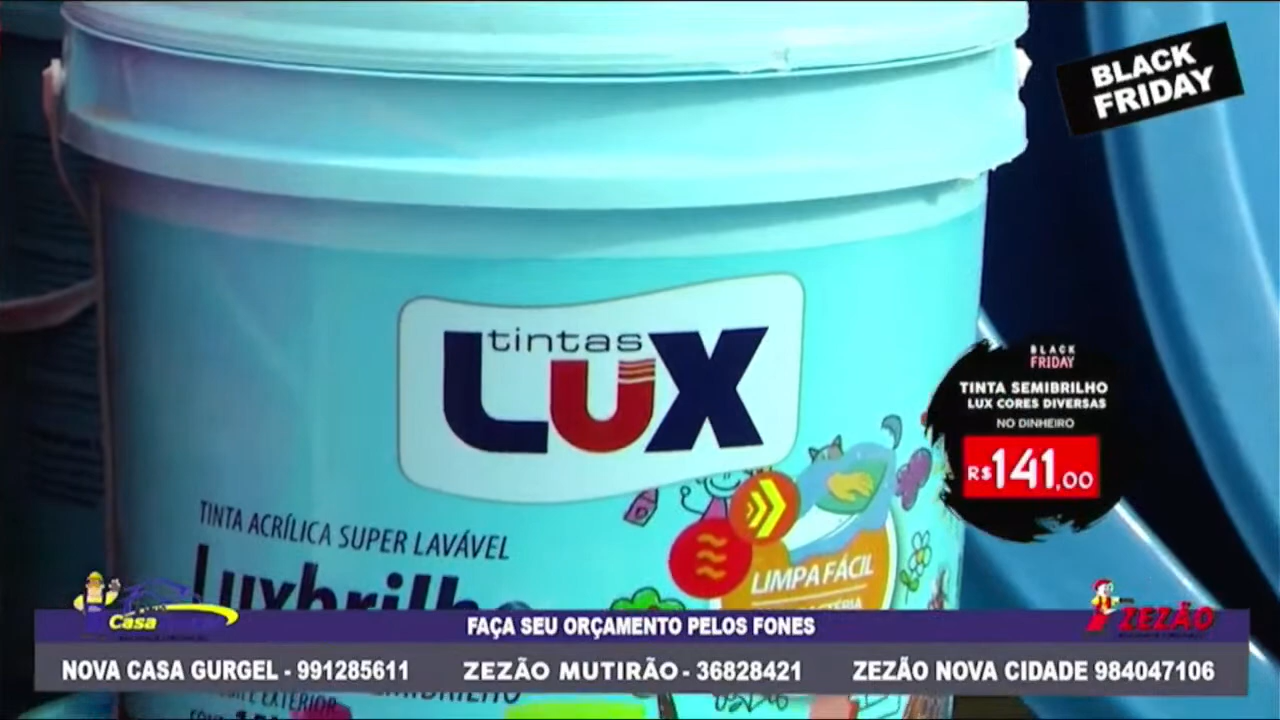 BLACK
FRIDAY
tintas
LUX
BLACK
FRIDAY
TINTA SEMIBRILHO
LUX CORES DIVERSAS
NO DINHEIRO
R$141,00
TINTA ACRÍLICA SUPER LAVÁVEL
Luxbrilho
LIMPA FÁCIL
Casa
ZEZÃO
FAÇA SEU ORÇAMENTO PELOS FONES
NOVA CASA GURGEL - 991285611
ZEZÃO MUTIRÃO - 36828421
ZEZÃO NOVA CIDADE 984047106
EXTERIOR